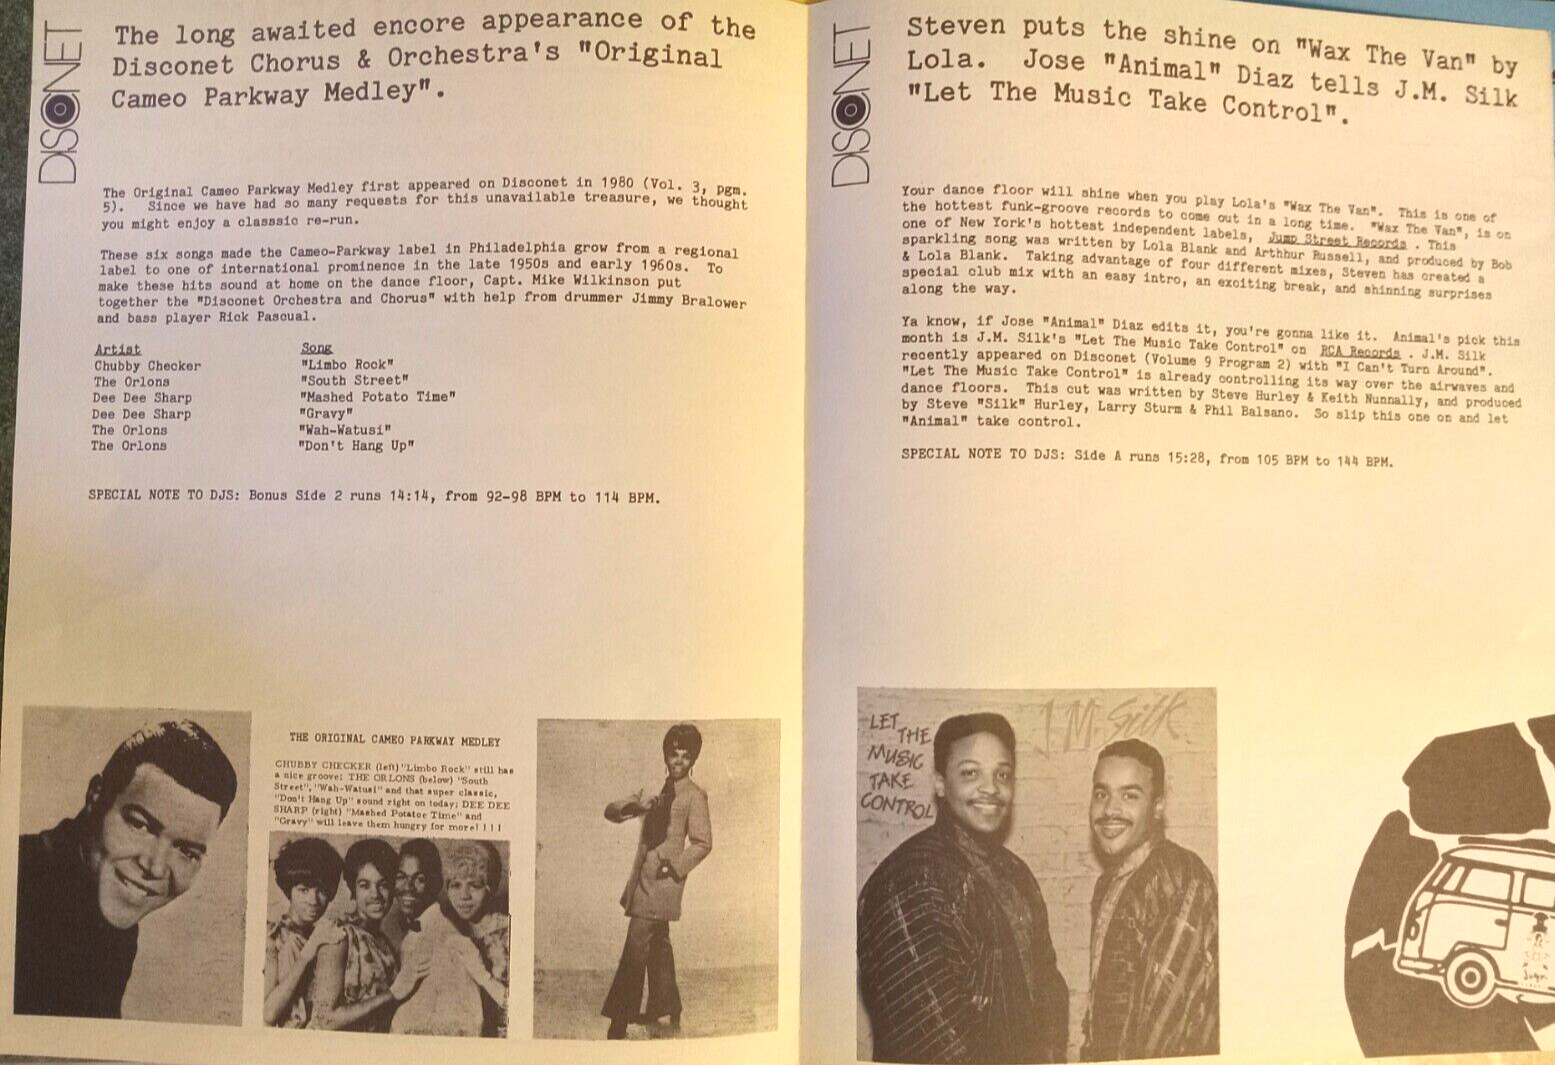 DISCONET
The long awaited encore appearance of the
Disconet Chorus & Orchestra's "Original
Cameo Parkway Medley".
The Original Cameo Parkway Medley first appeared on Disconet in 1980 (Vol. 3, pgm.
5). Since we have had so many requests for this unavailable treasure, we thought
you might enjoy a classsic re-run.
These six songs made the Cameo-Parkway label in Philadelphia grow from a regional
label to one of international prominence in the late 1950s and early 1960s. To
make these hits sound at home on the dance floor, Capt. Mike Wilkinson put
together the "Disconet Orchestra and Chorus" with help from drummer Jimmy Bralower
and bass player Rick Pascual.
Artist Song
Chubby Checker "Limbo Rock"
The Orlons "South Street"
Dee Dee Sharp "Mashed Potato Time"
Dee Dee Sharp "Gravy"
The Orlons "Wah-Watusi"
The Orlons "Don't Hang Up"
SPECIAL NOTE TO DJS: Bonus Side 2 runs 14:14, from 92-98 BPM to 114 BPM.
THE ORIGINAL CAMEO PARKWAY MEDLEY
CHUBBY CHECKER (left) "Limbo Rock" still has
a nice groove; THE ORLONS (below) "South
Street", "Wah-Watusi" and that super classic,
"Don't Hang Up" sound right on today; DEE DEE
SHARP (right) "Mashed Potatoe Time" and
"Gravy" will leave them hungry for more! ! ! !
DISCONET
Steven puts the shine on "Wax The Van" by
Lola. Jose "Animal" Diaz tells J.M. Silk
"Let The Music Take Control".
Your dance floor will shine when you play Lola's "Wax The Van". This is one of
the hottest funk-groove records to come out in a long time. "Wax The Van", is on
one of New York's hottest independent labels, Jump Street Records . This
sparkling song was written by Lola Blank and Arthhur Russell, and produced by Bob
& Lola Blank. Taking advantage of four different mixes, Steven has created a
special club mix with an easy intro, an exciting break, and shinning surprises
along the way.
Ya know, if Jose "Animal" Diaz edits it, you're gonna like it. Animal's pick this
month is J.M. Silk's "Let The Music Take Control" on RCA Records . J.M. Silk
recently appeared on Disconet (Volume 9 Program 2) with "I Can't Turn Around".
"Let The Music Take Control" is already controlling its way over the airwaves and
dance floors. This cut was written by Steve Hurley & Keith Nunnally, and produced
by Steve "Silk" Hurley, Larry Sturm & Phil Balsano. So slip this one on and let
"Animal" take control.
SPECIAL NOTE TO DJS: Side A runs 15:28, from 105 BPM to 144 BPM.
J.M. Silk
LET
THE
MUSIC
TAKE
CONTROL